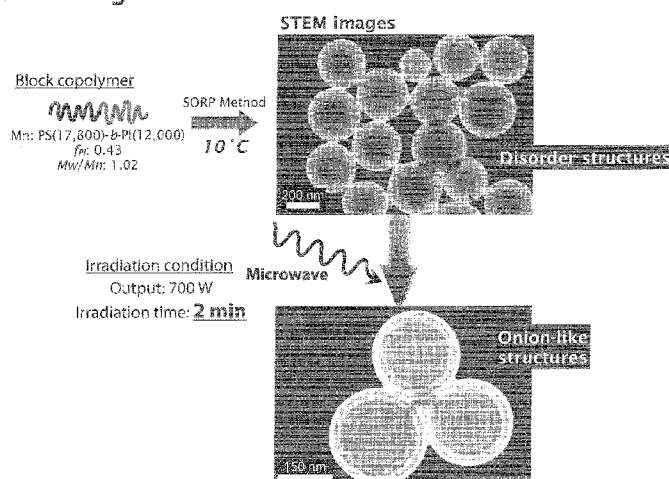 STEM images
Block copolymer
SORP Method
10˚C
Mn: PS(17,800)-b-PI(12,000)
fPI: 0.43
Mw/Mn: 1.02
Disorder structures
200 nm
Irradiation condition
Output: 700 W
Irradiation time: 2 min
Microwave
Onion-like
structures
150 nm